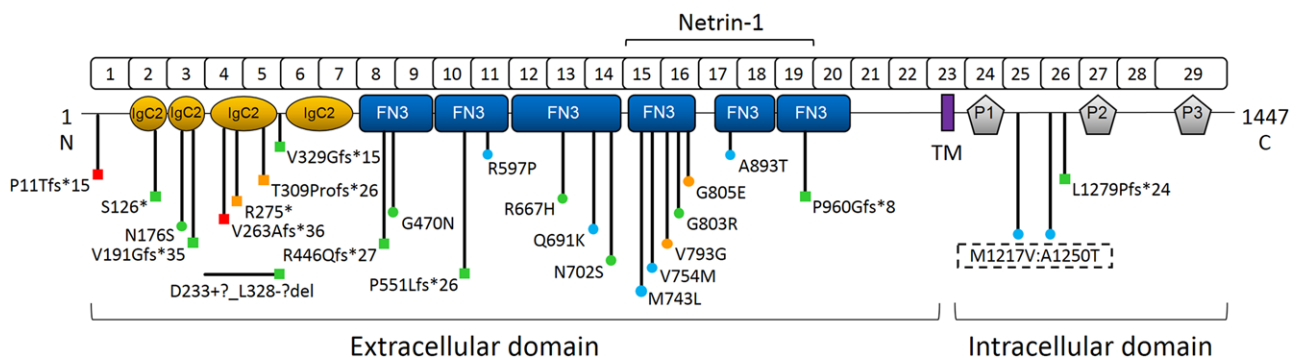 Netrin-1
1 2 3 4 5 6 7 8 9 10 11 12 13 14 15 16 17 18 19 20 21 22 23 24 25 26 27 28 29
1 IgC2 IgC2 IgC2 IgC2 FN3 FN3 FN3 FN3 FN3 FN3 P1 P2 P3 1447
N TM C
V329Gfs*15
R597P
A893T
P11Tfs*15
T309Profs*26
G805E
L1279Pfs*24
S126*
R275*
R667H
P960Gfs*8
G470N
G803R
N176S
V263Afs*36
Q691K
V191Gfs*35
R446Qfs*27
V793G
M1217V:A1250T
N702S
P551Lfs*26
V754M
D233+?_L328-?del
M743L
Extracellular domain
Intracellular domain